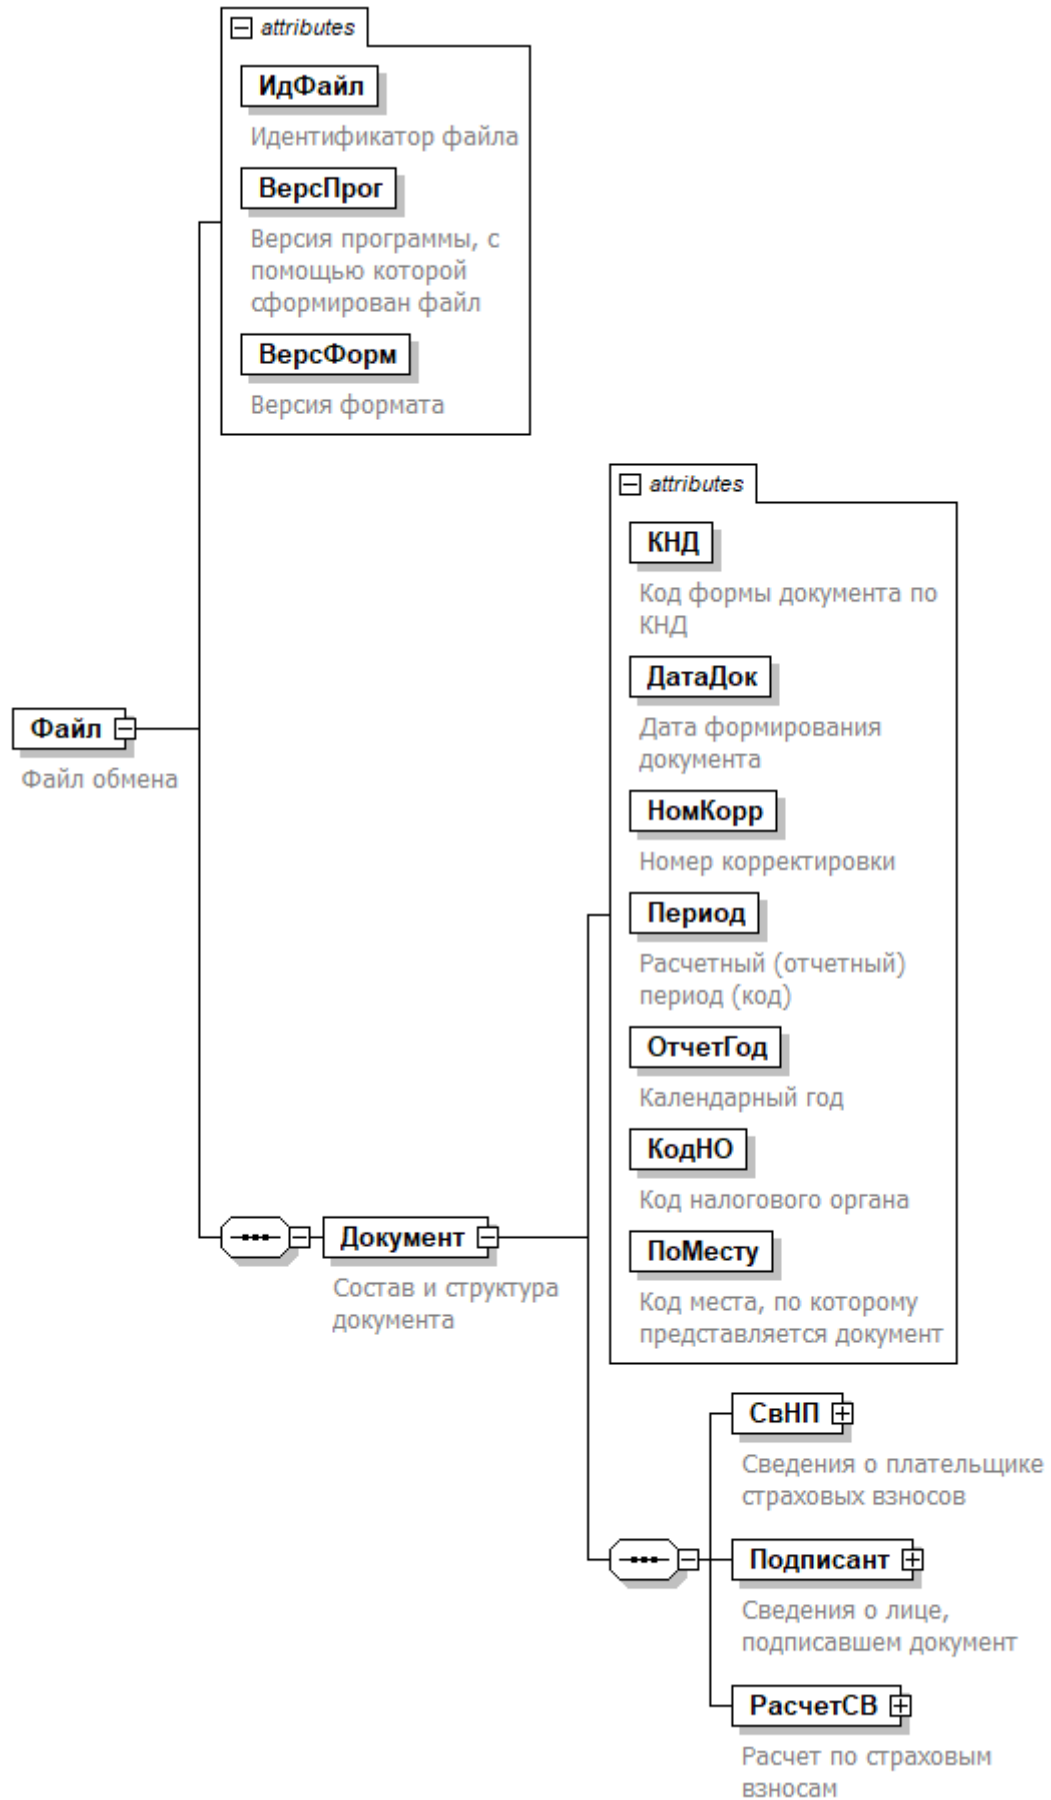 attributes
ИдФайл
Идентификатор файла
ВерсПрог
Версия программы, с
помощью которой
сформирован файл
ВерсФорм
Версия формата
Файл
Файл обмена
Документ
Состав и структура
документа
attributes
КНД
Код формы документа по
КНД
ДатаДок
Дата формирования
документа
НомКорр
Номер корректировки
Период
Расчетный (отчетный)
период (код)
ОтчетГод
Календарный год
КодНО
Код налогового органа
ПоМесту
Код места, по которому
представляется документ
СвНП
Сведения о плательщике
страховых взносов
Подписант
Сведения о лице,
подписавшем документ
РасчетСВ
Расчет по страховым
взносам